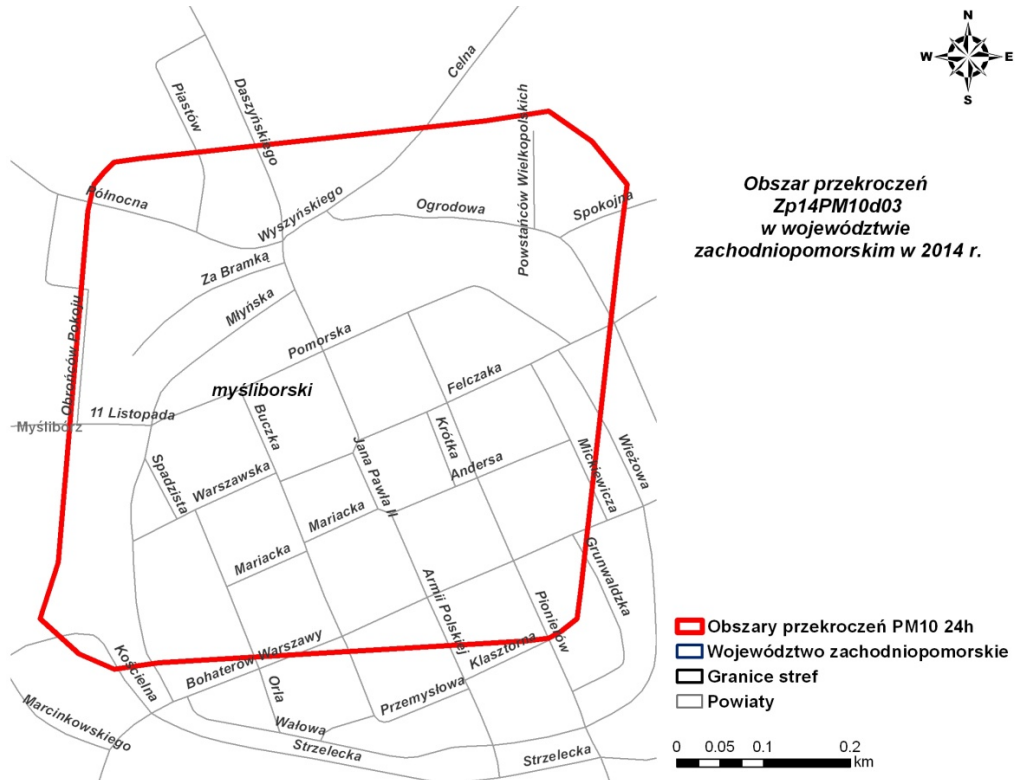 N
W
E
S
Celna
Piastów
Daszyńskiego
Powstańców Wielkopolskich
Północna
Wyszyńskiego
Ogrodowa
Spokojna
Obszar przekroczeń
Zp14PM10d03
w województwie
zachodniopomorskim w 2014 r.
Za Bramką
Młyńska
Obrońców Pokoju
Pomorska
myśliborski
Felczaka
11 Listopada
Myślibórz
Buczka
Krótka
Jana Pawła II
Andersa
Mickiewicza
Wieżowa
Spadzista
Warszawska
Mariacka
Mariacka
Grunwaldzka
Armii Polskiej
Pionierów
Klasztorna
Kościelna
Bohaterów Warszawy
Orla
Przemysłowa
Marcinkowskiego
Wałowa
Strzelecka
Strzelecka
Obszary przekroczeń PM10 24h
Województwo zachodniopomorskie
Granice stref
Powiaty
0 0.05 0.1 0.2
km